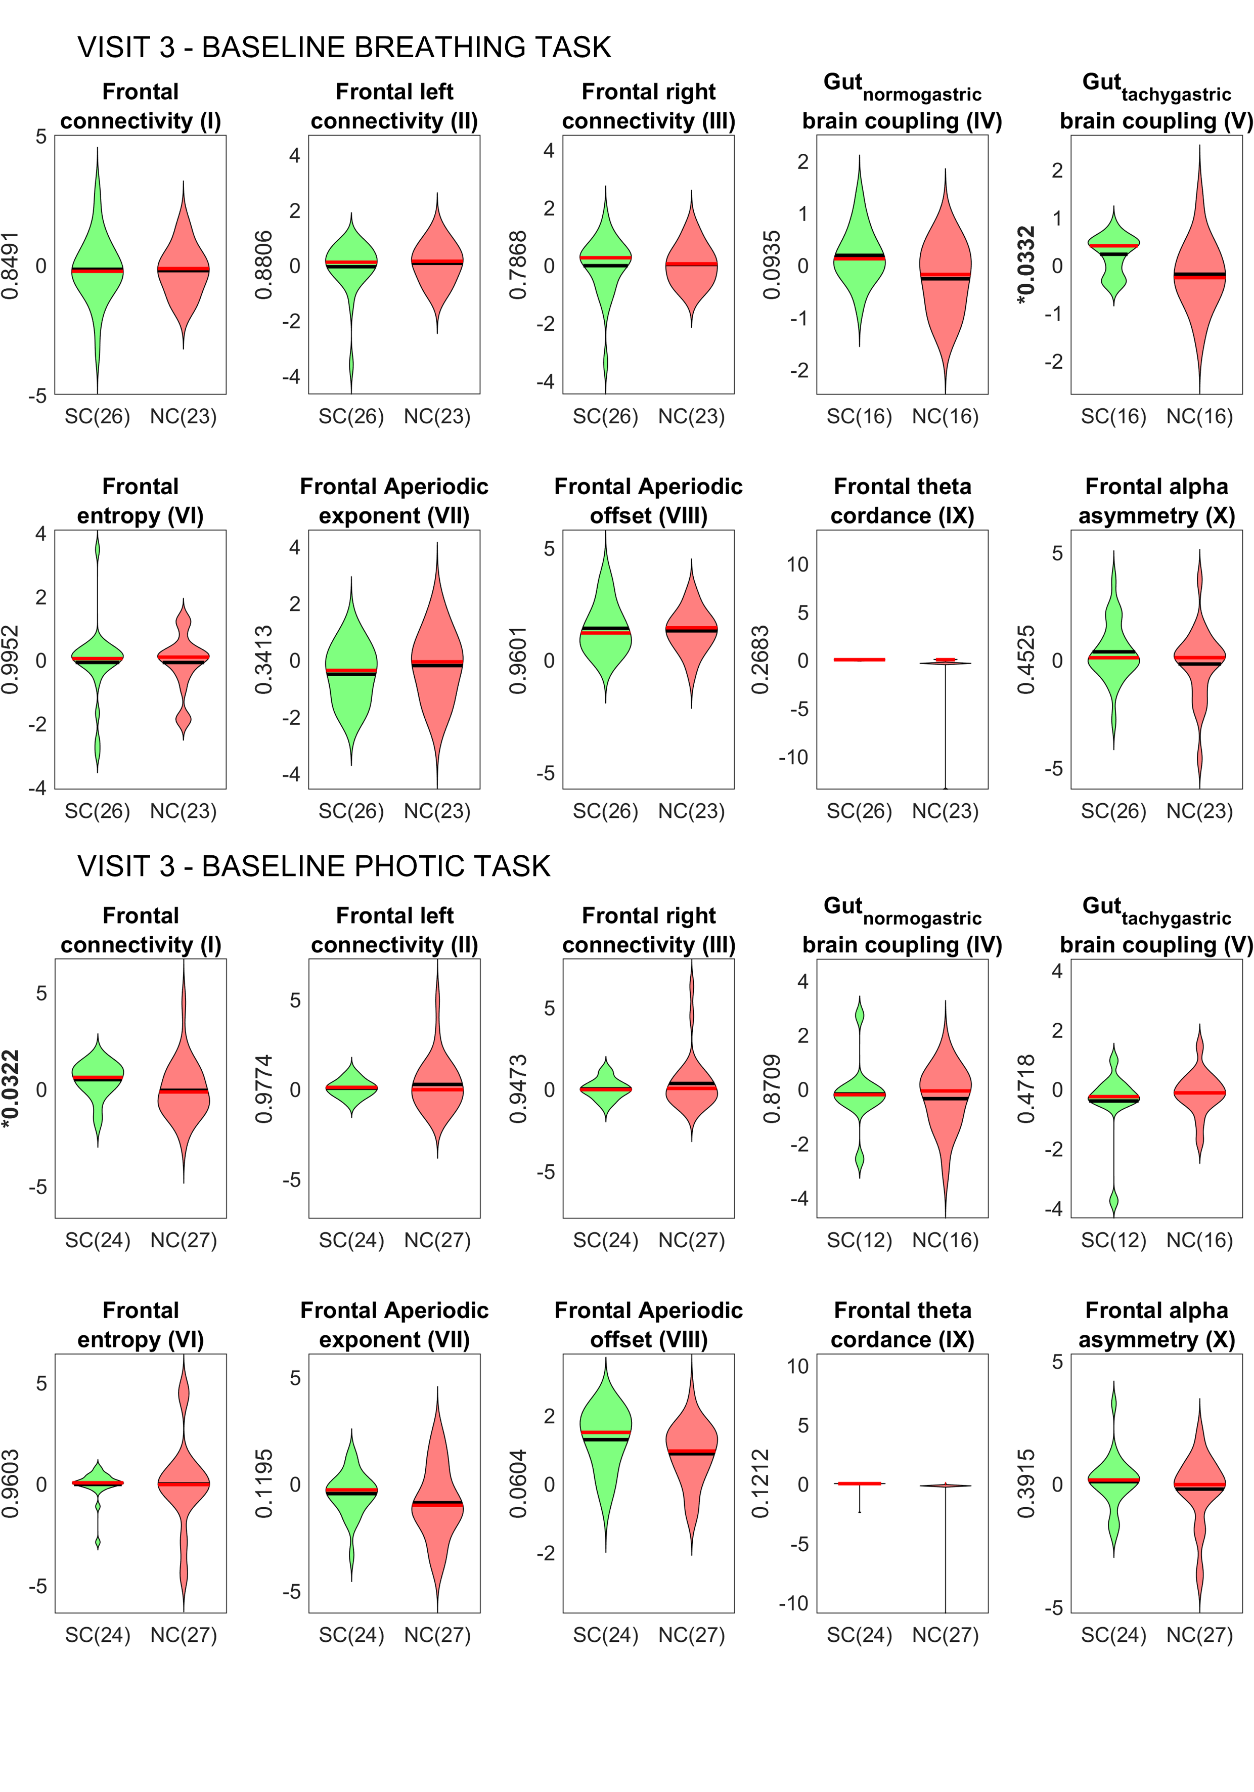 VISIT 3 - BASELINE BREATHING TASK
Frontal connectivity (I)
5
0
-5
0.8491
SC(26) NC(23)
Frontal left connectivity (II)
4
2
0
-2
-4
0.8806
SC(26) NC(23)
Frontal right connectivity (III)
4
2
0
-2
-4
0.7868
SC(26) NC(23)
Gut normogastric brain coupling (IV)
2
1
0
-1
-2
0.0935
SC(16) NC(16)
Gut tachygastric brain coupling (V)
2
1
0
-1
-2
*0.0332
SC(16) NC(16)
Frontal entropy (VI)
4
2
0
-2
-4
0.9952
SC(26) NC(23)
Frontal Aperiodic exponent (VII)
4
2
0
-2
-4
0.3413
SC(26) NC(23)
Frontal Aperiodic offset (VIII)
5
0
-5
0.9601
SC(26) NC(23)
Frontal theta cordance (IX)
10
5
0
-5
-10
0.2683
SC(26) NC(23)
Frontal alpha asymmetry (X)
5
0
-5
0.4525
SC(26) NC(23)
VISIT 3 - BASELINE PHOTIC TASK
Frontal connectivity (I)
5
0
-5
*0.0322
SC(24) NC(27)
Frontal left connectivity (II)
5
0
-5
0.9774
SC(24) NC(27)
Frontal right connectivity (III)
5
0
-5
0.9473
SC(24) NC(27)
Gut normogastric brain coupling (IV)
4
2
0
-2
-4
0.8709
SC(12) NC(16)
Gut tachygastric brain coupling (V)
4
2
0
-2
-4
0.4718
SC(12) NC(16)
Frontal entropy (VI)
5
0
-5
0.9603
SC(24) NC(27)
Frontal Aperiodic exponent (VII)
5
0
-5
0.1195
SC(24) NC(27)
Frontal Aperiodic offset (VIII)
2
0
-2
0.0604
SC(24) NC(27)
Frontal theta cordance (IX)
10
5
0
-5
-10
0.1212
SC(24) NC(27)
Frontal alpha asymmetry (X)
5
0
-5
0.3915
SC(24) NC(27)